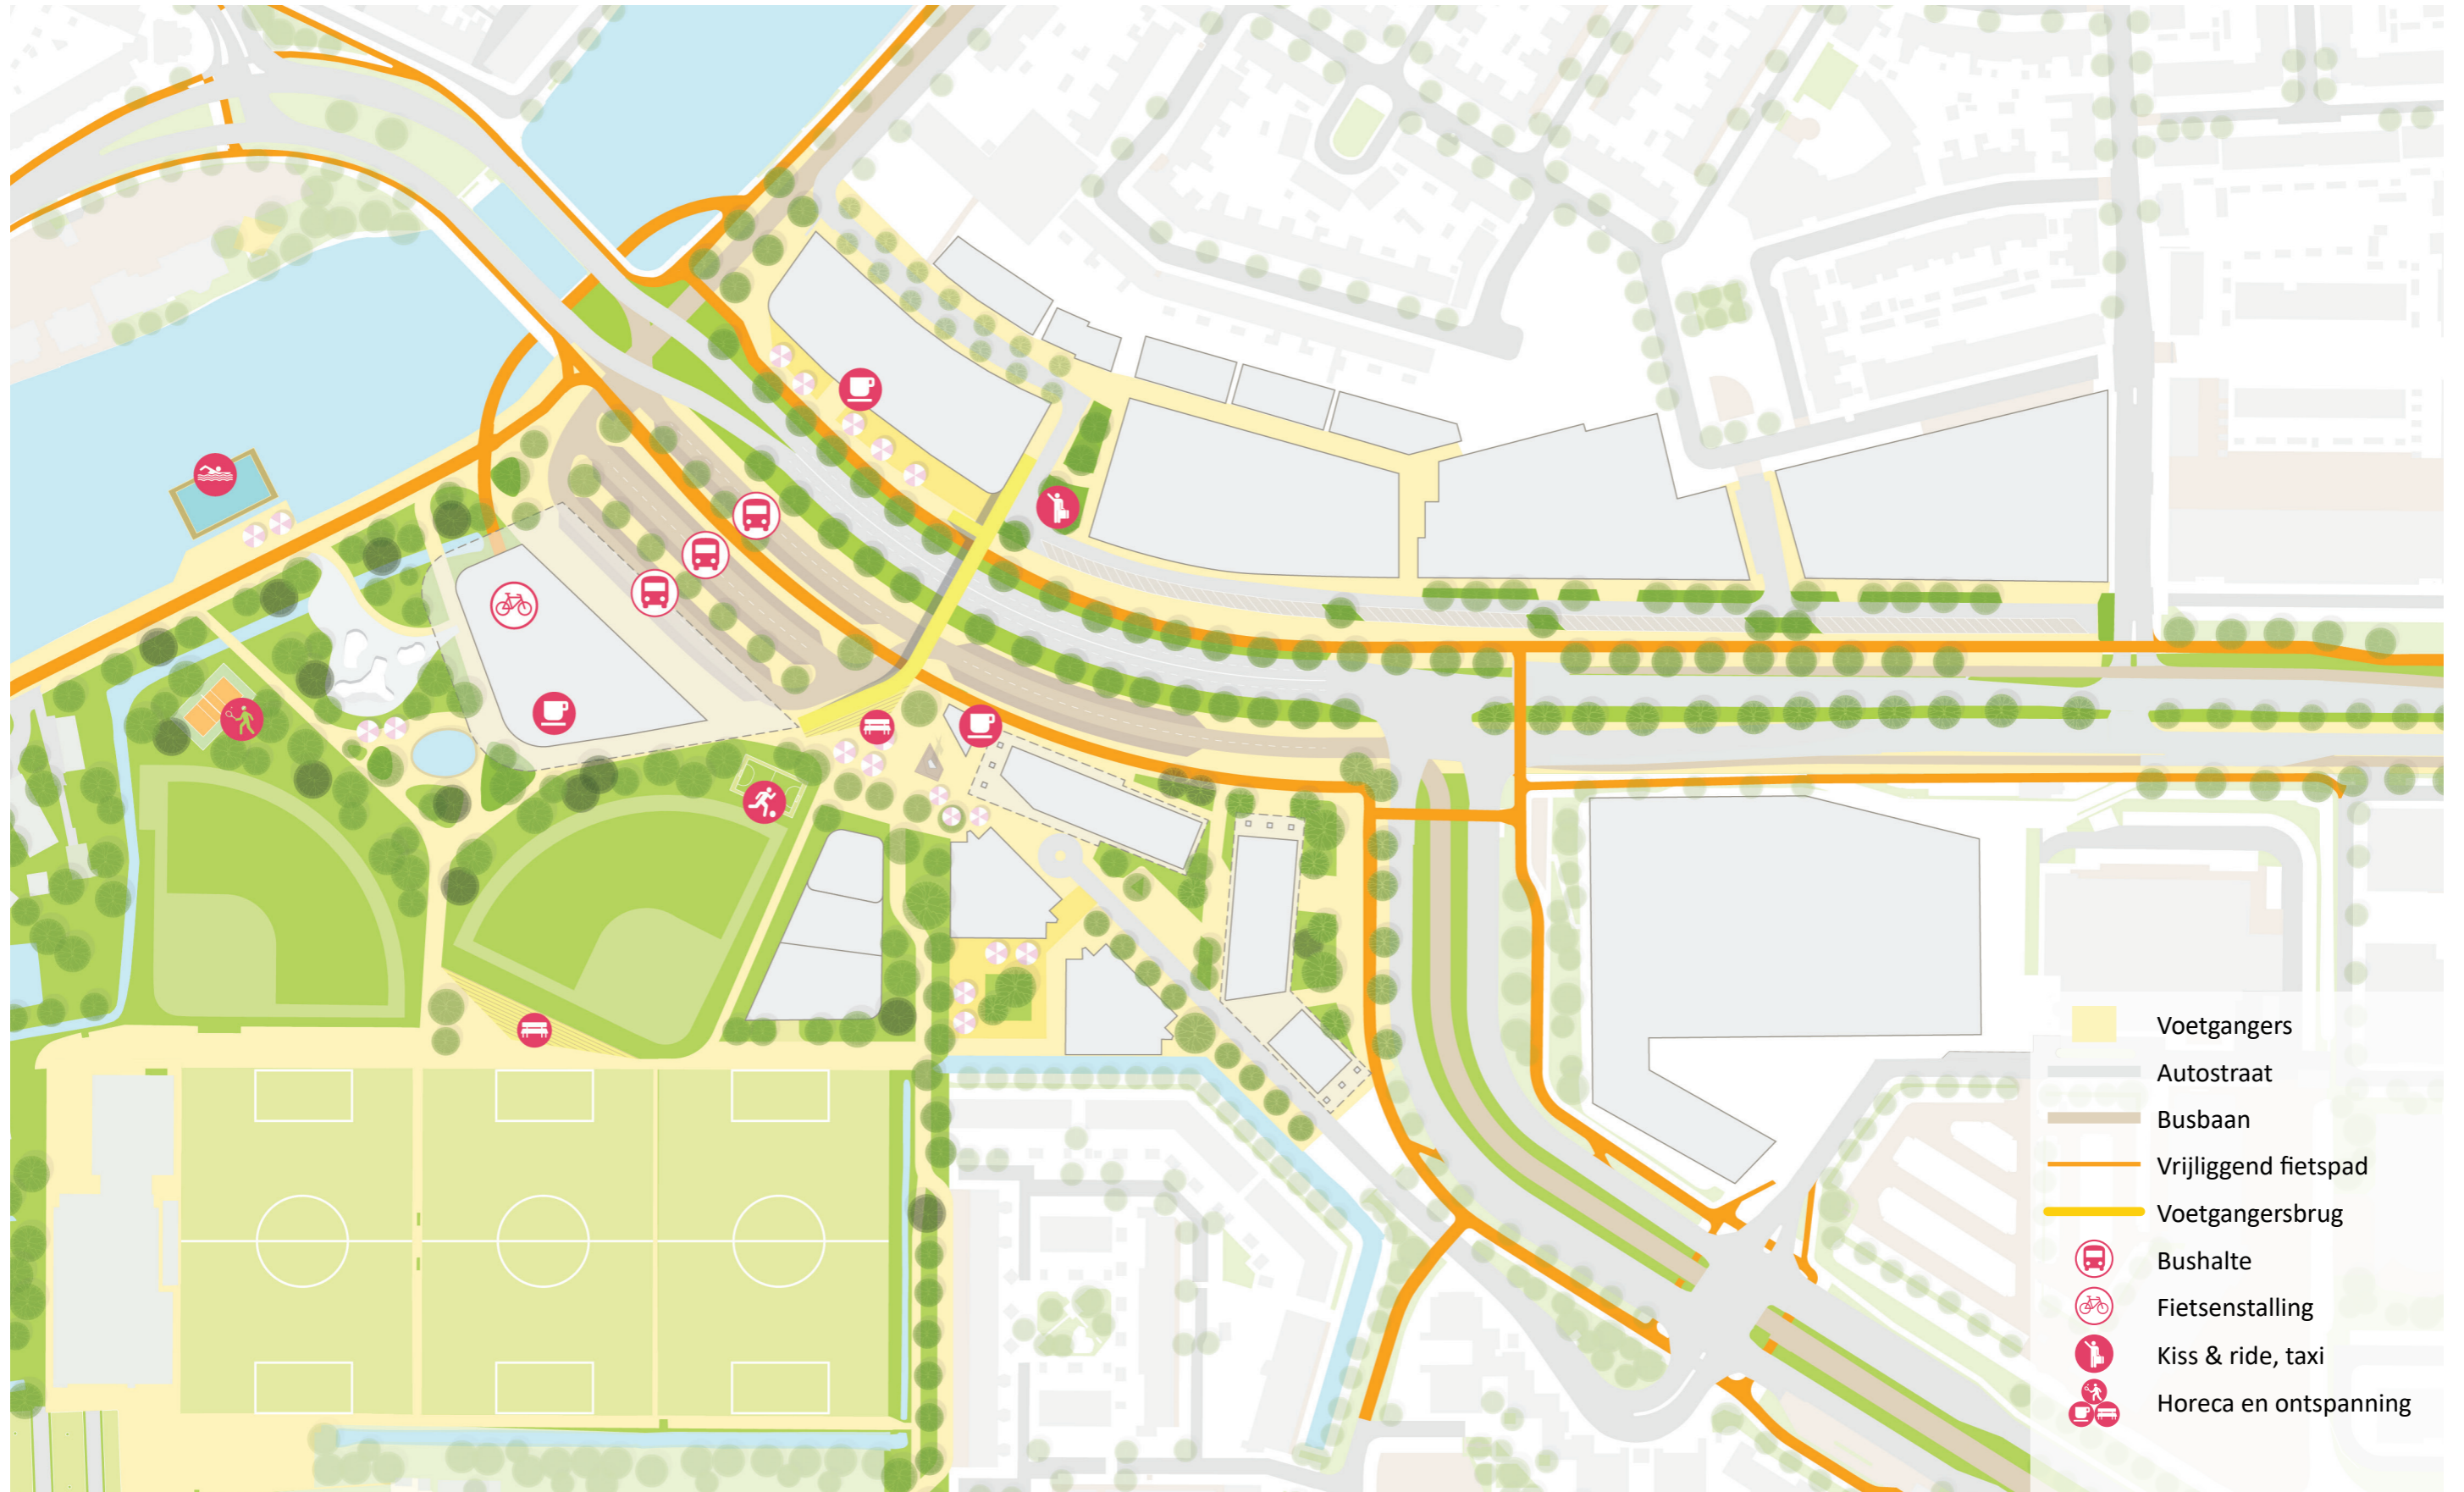 Voetgangers
Autostraat
Busbaan
Vrijliggend fietspad
Voetgangersbrug
Bushalte
Fietsenstalling
Kiss & ride, taxi
Horeca en ontspanning